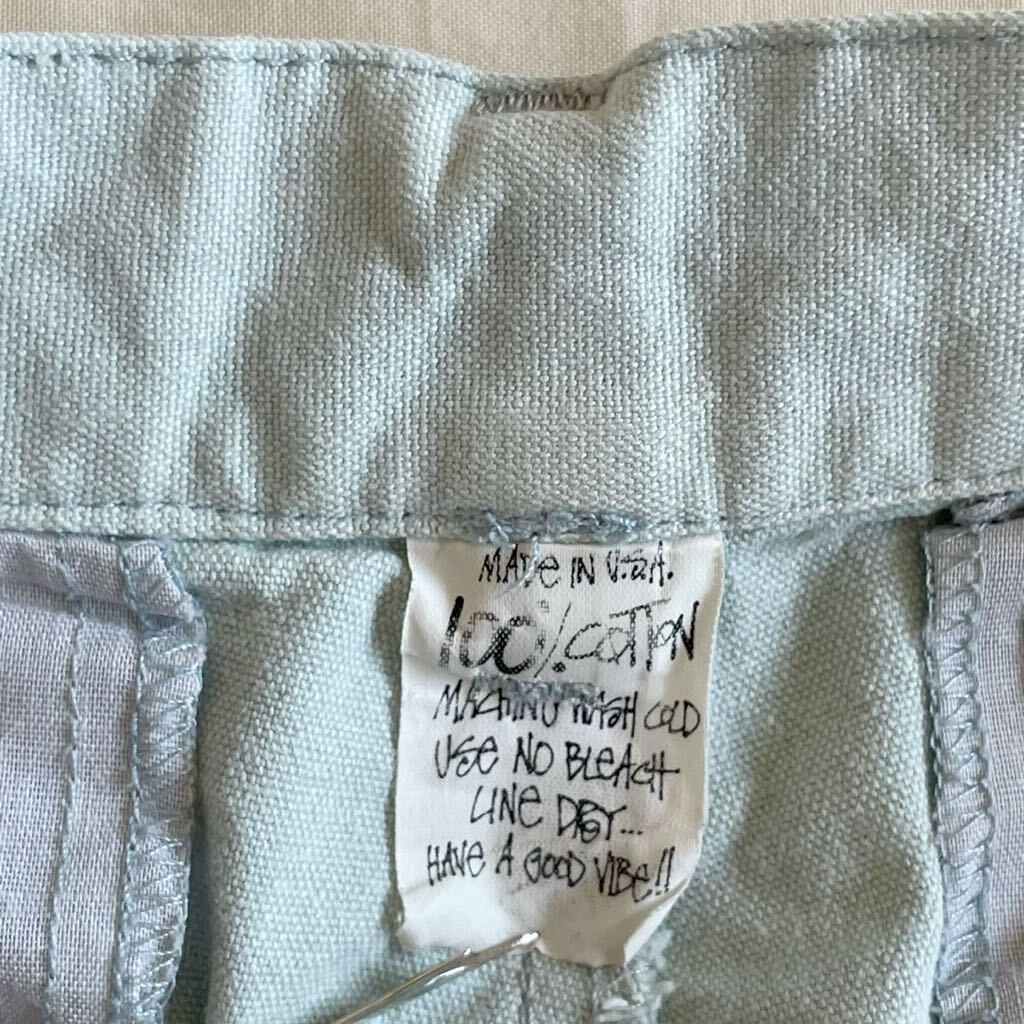 MADE IN U.S.A.
100% COTTON
MACHINE WASH COLD
USE NO BLEACH
LINE DRY...
HAVE A GOOD VIBE!!